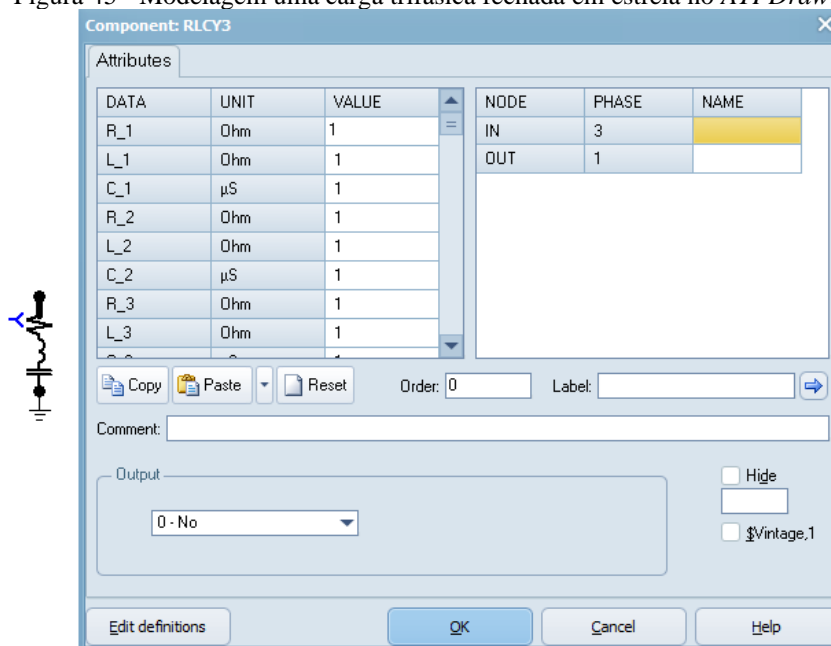 Figura 43 - Modelagem uma carga trifásica fechada em estrela no ATP Draw
Component: RLCY3
Attributes
DATA UNIT VALUE
R_1 Ohm 1
L_1 Ohm 1
C_1 µS 1
R_2 Ohm 1
L_2 Ohm 1
C_2 µS 1
R_3 Ohm 1
L_3 Ohm 1
NODE PHASE NAME
IN 3
OUT 1
Copy Paste Reset Order: 0 Label:
Comment:
Output
0 - No
Hide
$Vintage,1
Edit definitions OK Cancel Help